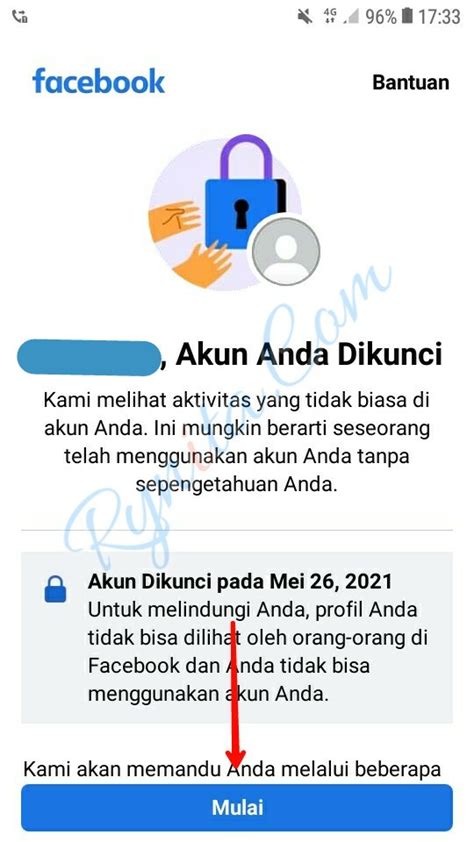 4G 96% 17:33
facebook Bantuan
, Akun Anda Dikunci
Kami melihat aktivitas yang tidak biasa di
akun Anda. Ini mungkin berarti seseorang
telah menggunakan akun Anda tanpa
sepengetahuan Anda.
Rynita.Com
Akun Dikunci pada Mei 26, 2021
Untuk melindungi Anda, profil Anda
tidak bisa dilihat oleh orang-orang di
Facebook dan Anda tidak bisa
menggunakan akun Anda.
Kami akan memandu Anda melalui beberapa
Mulai